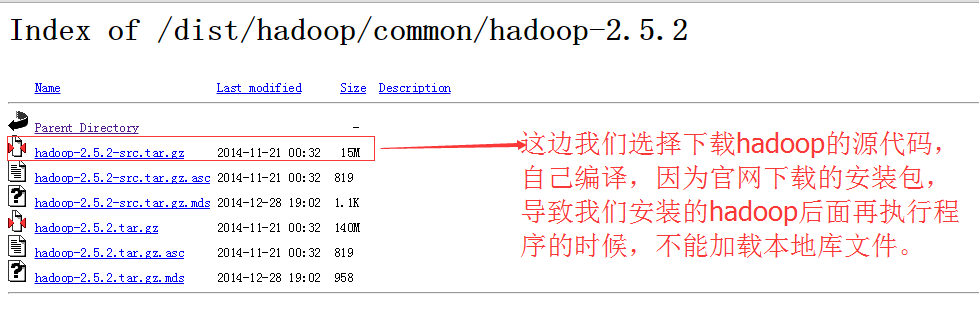 Index of /dist/hadoop/common/hadoop-2.5.2
Name Last modified Size Description
Parent Directory -
hadoop-2.5.2-src.tar.gz 2014-11-21 00:32 15M
hadoop-2.5.2-src.tar.gz.asc 2014-11-21 00:32 819
hadoop-2.5.2-src.tar.gz.mds 2014-12-28 19:02 1.1K
hadoop-2.5.2.tar.gz 2014-11-21 00:32 140M
hadoop-2.5.2.tar.gz.asc 2014-11-21 00:32 819
hadoop-2.5.2.tar.gz.mds 2014-12-28 19:02 958
这边我们选择下载hadoop的源代码，
自己编译，因为官网下载的安装包，
导致我们安装的hadoop后面再执行程
序的时候，不能加载本地库文件。